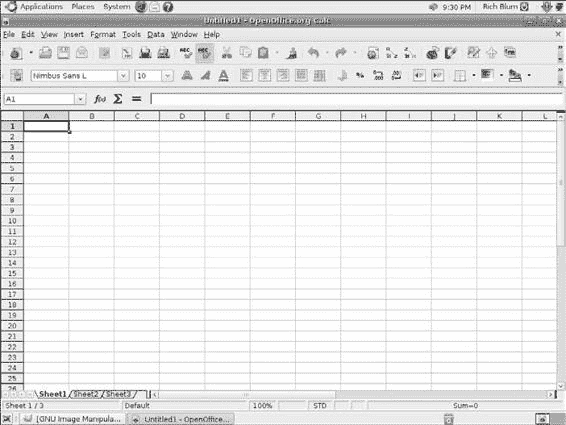 Applications Places System 9:30 PM Rich Blum
Untitled1 - OpenOffice.org Calc
File Edit View Insert Format Tools Data Window Help
Nimbus Sans L 10
A1 f(x) Σ =
A B C D E F G H I J K L
1
2
3
4
5
6
7
8
9
10
11
12
13
14
15
16
17
18
19
20
21
22
23
24
25
26
Sheet1 Sheet2 Sheet3
Sheet 1 / 3 Default 100% STD Sum=0
[GNU Image Manipula... Untitled1 - OpenOffice...